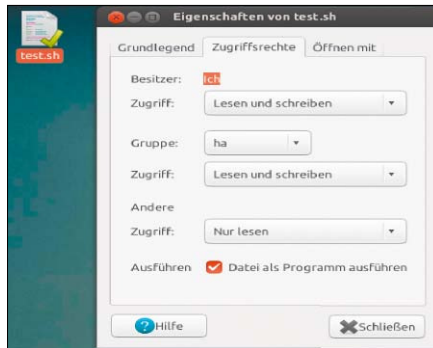 Eigenschaften von test.sh
test.sh
Grundlegend Zugriffsrechte Öffnen mit
Besitzer: Ich
Zugriff: Lesen und schreiben
Gruppe: ha
Zugriff: Lesen und schreiben
Andere
Zugriff: Nur lesen
Ausführen Datei als Programm ausführen
Hilfe Schließen